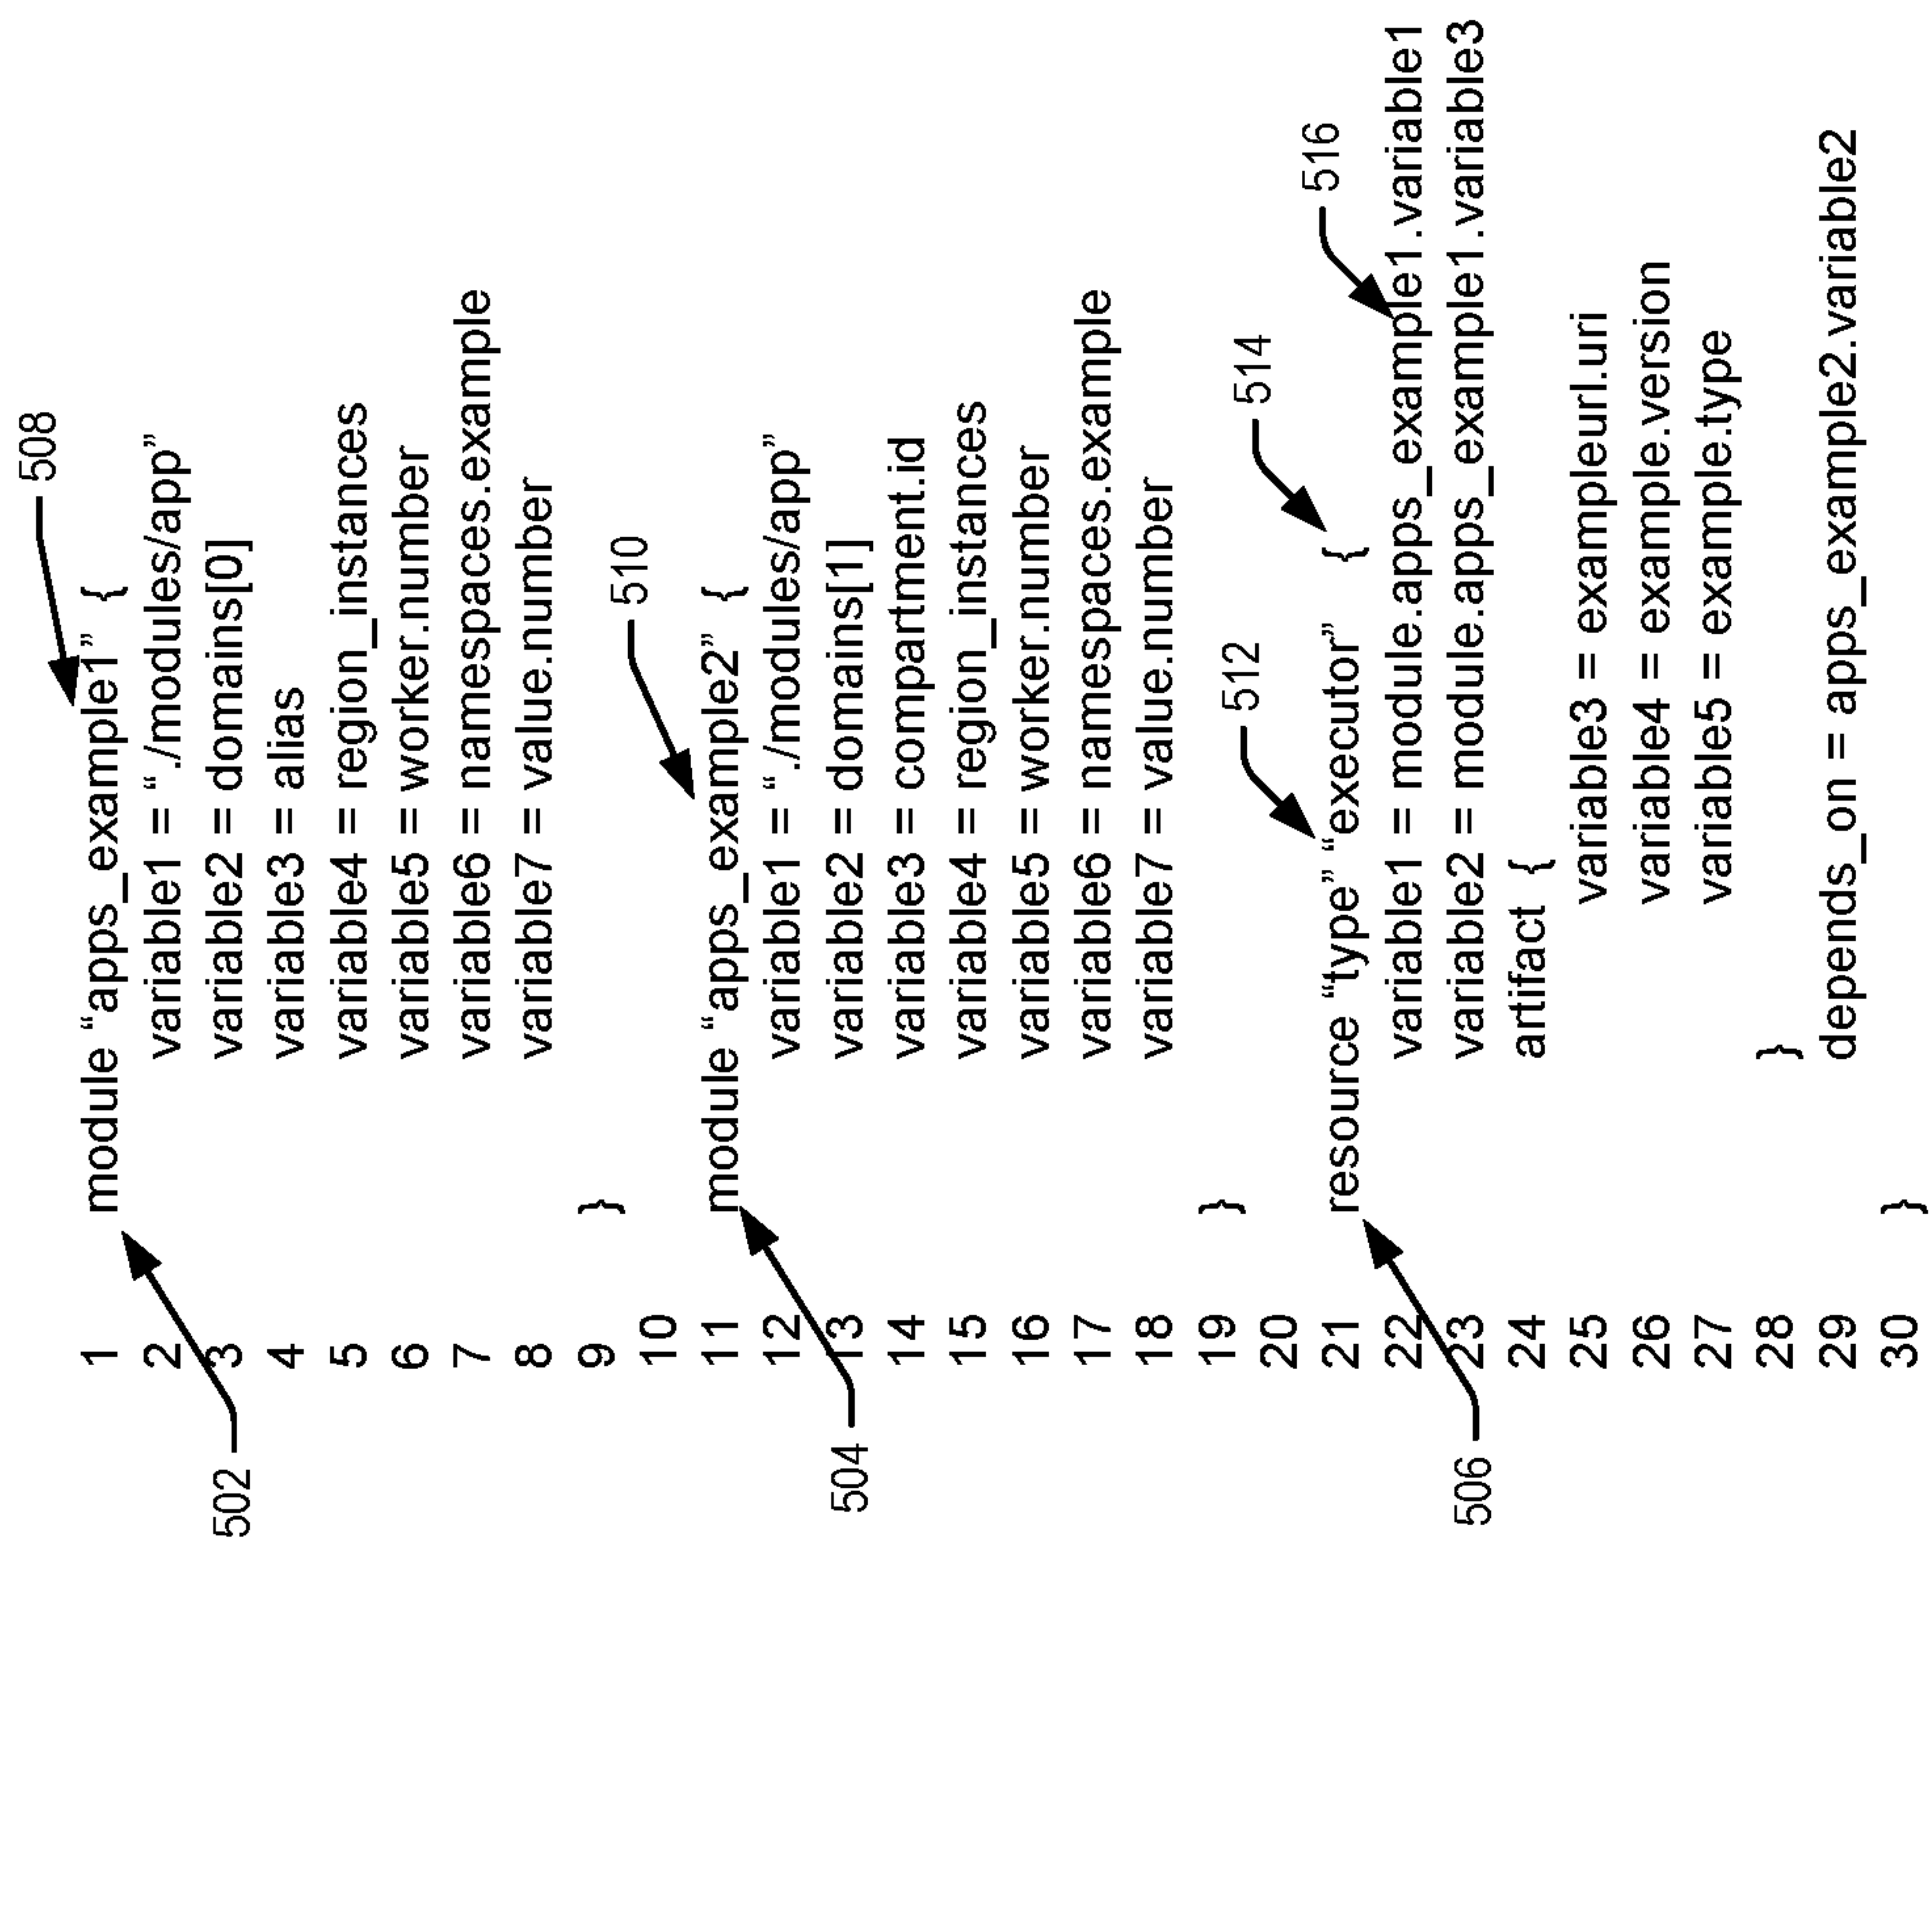 508
1 module “apps_example1” {
2 variable1 = “./modules/app”
3 variable2 = domains[0]
4 variable3 = alias
5 variable4 = region_instances
6 variable5 = worker.number
7 variable6 = namespaces.example
8 variable7 = value.number
9 }
502
10
510
11 module “apps_example2” {
12 variable1 = “./modules/app”
13 variable2 = domains[1]
14 variable3 = compartment.id
15 variable4 = region_instances
16 variable5 = worker.number
17 variable6 = namespaces.example
18 variable7 = value.number
19 }
504
20
512
514
516
21 resource “type” “executor” {
22 variable1 = module.apps_example1.variable1
23 variable2 = module.apps_example1.variable3
24 artifact {
25 variable3 = exampleurl.uri
26 variable4 = example.version
27 variable5 = example.type
28 }
29 depends_on = apps_example2.variable2
30 }
506